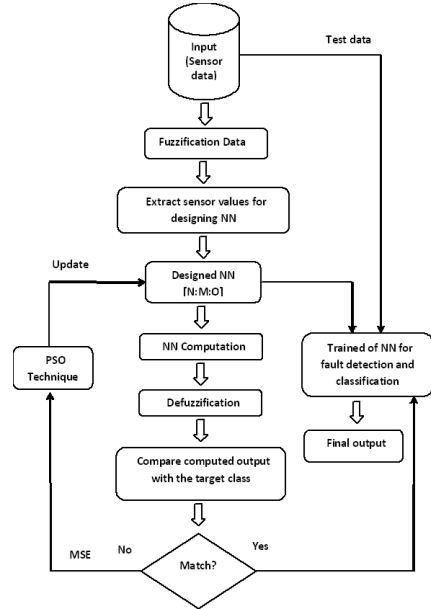 Input
(Sensor
data)
Test data
Fuzzification Data
Extract sensor values for
designing NN
Update
Designed NN
[N:M:O]
NN Computation
PSO
Technique
Trained of NN for
fault detection and
classification
Defuzzification
Final output
Compare computed output
with the target class
MSE
No
Match?
Yes